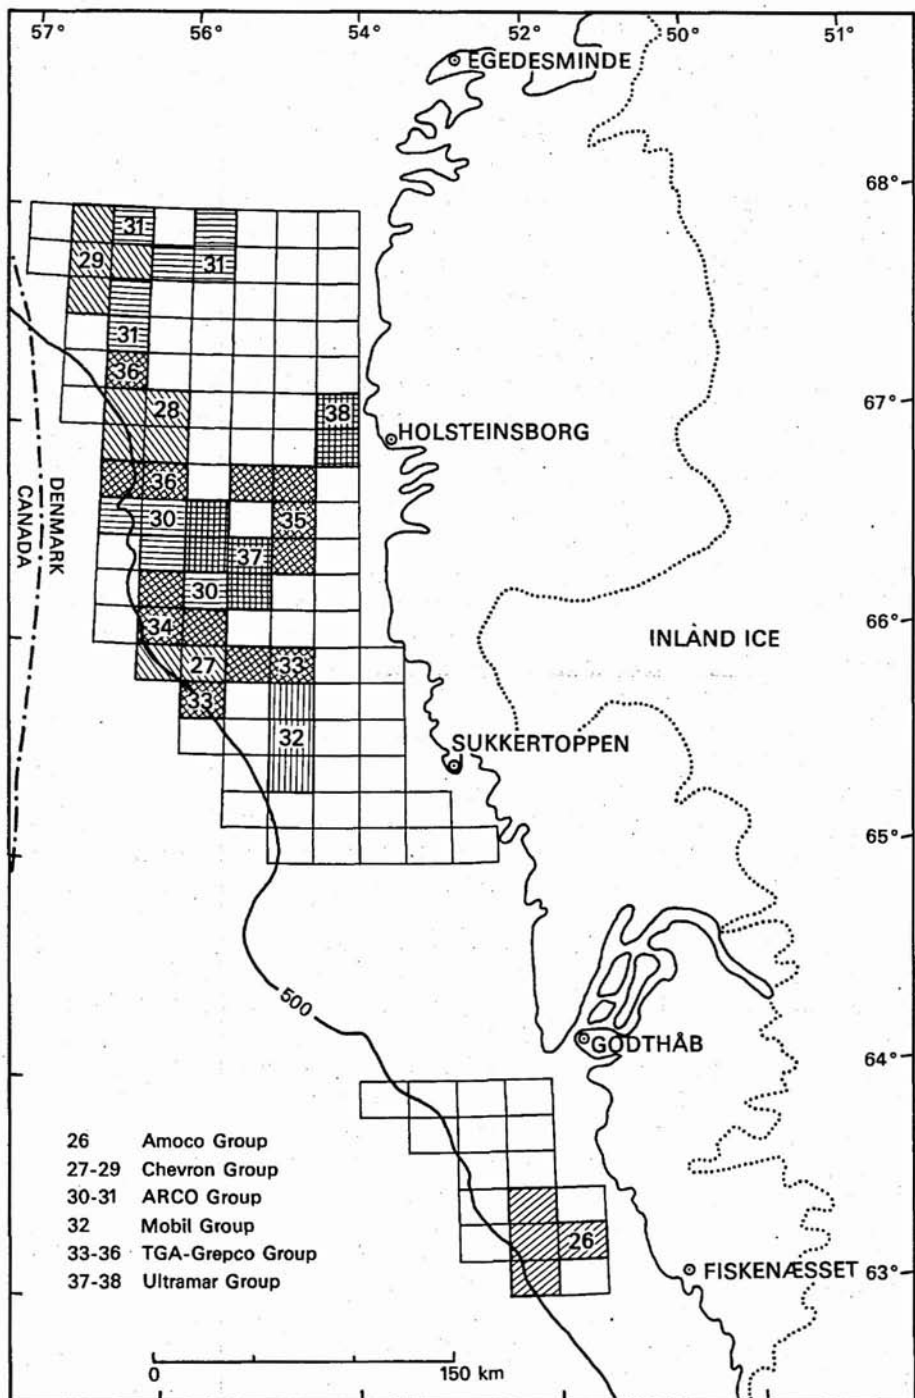 57° 56° 54° 52° 50° 51°
EGEDESMINDE
68°
31
29 31
31
36
28 38
67°
HOLSTEINSBORG
36
30 35
DENMARK
CANADA
37
30
34
66°
INLAND ICE
27 33
33
32
SUKKERTOPPEN
65°
500
GODTHÅB
64°
26 Amoco Group
27-29 Chevron Group
30-31 ARCO Group
32 Mobil Group
33-36 TGA-Grepco Group
37-38 Ultramar Group
26
FISKENÆSSET
63°
0 150 km